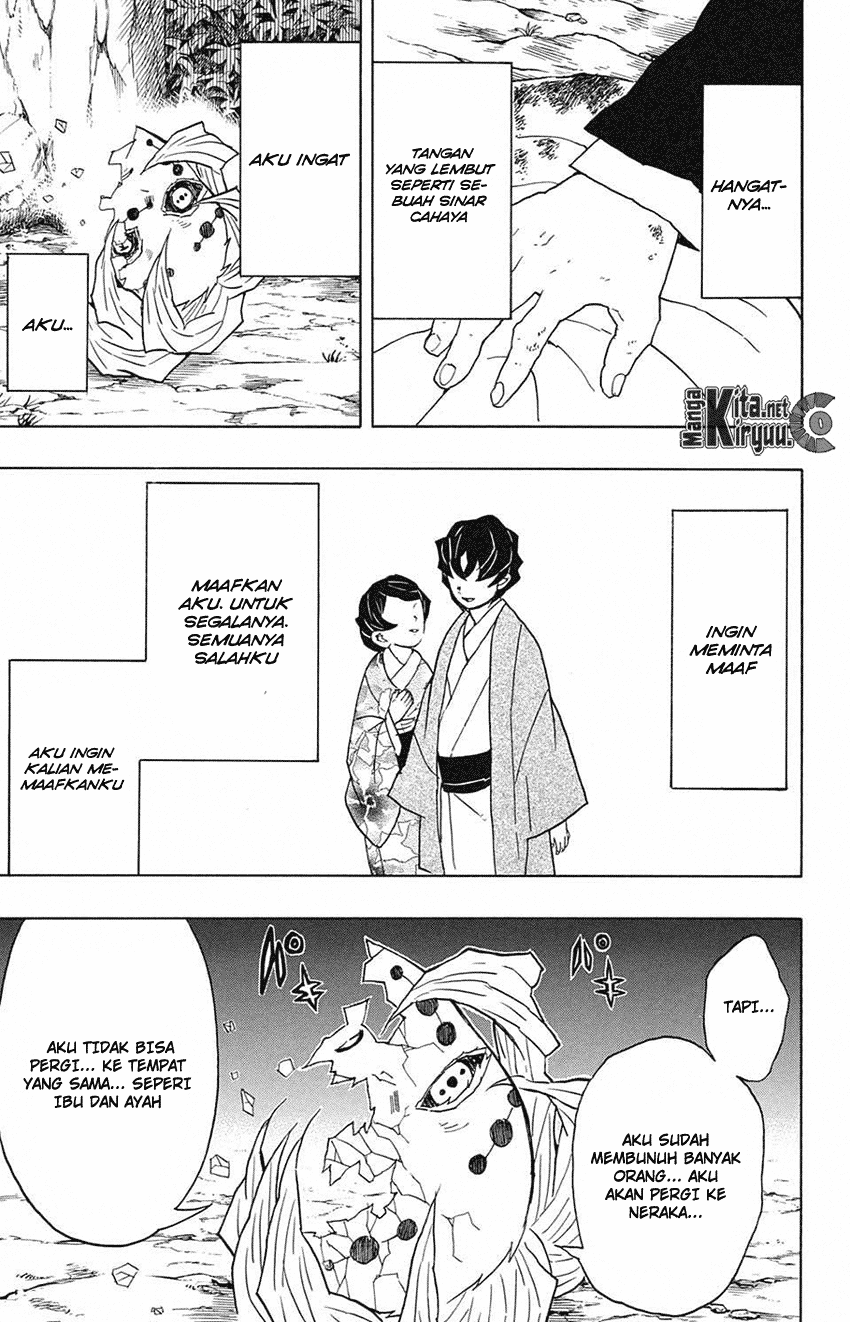 HANGAT-
NYA...
TANGAN
YANG LEMBUT
SEPERTI SE-
BUAH SINAR
CAHAYA
AKU INGAT
AKU...
Manga
Kita.net
Kiryuu.
INGIN
MEMINTA
MAAF
MAAFKAN
AKU. UNTUK
SEGALANYA.
SEMUANYA
SALAHKU
AKU INGIN
KALIAN ME-
MAAFKANKU
TAPI...
AKU SUDAH
MEMBUNUH BANYAK
ORANG... AKU
AKAN PERGI KE
NERAKA...
AKU TIDAK BISA
PERGI... KE TEMPAT
YANG SAMA... SEPERI
IBU DAN AYAH